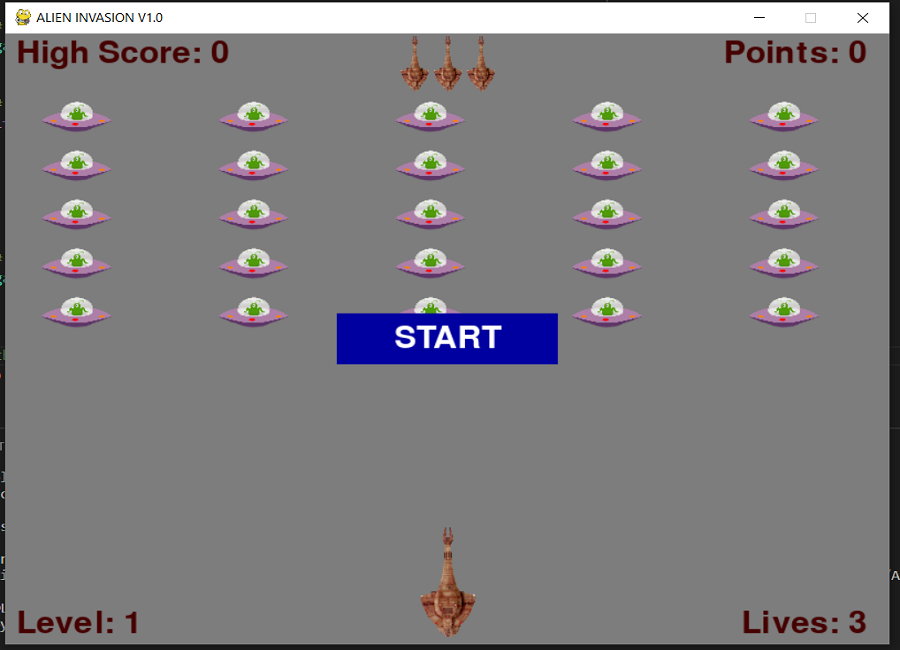 ALIEN INVASION V1.0
High Score: 0
Points: 0
START
Level: 1
Lives: 3